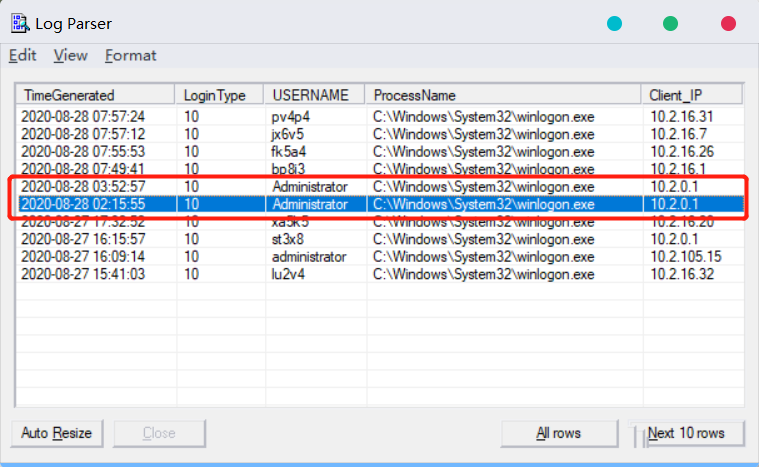 Log Parser
Edit View Format
TimeGenerated LoginType USERNAME ProcessName Client_IP
2020-08-28 07:57:24 10 pv4p4 C:\Windows\System32\winlogon.exe 10.2.16.31
2020-08-28 07:57:12 10 jx6v5 C:\Windows\System32\winlogon.exe 10.2.16.7
2020-08-28 07:55:53 10 fk5a4 C:\Windows\System32\winlogon.exe 10.2.16.26
2020-08-28 07:49:41 10 bp8i3 C:\Windows\System32\winlogon.exe 10.2.16.1
2020-08-28 03:52:57 10 Administrator C:\Windows\System32\winlogon.exe 10.2.0.1
2020-08-28 02:15:55 10 Administrator C:\Windows\System32\winlogon.exe 10.2.0.1
2020-08-27 17:32:52 10 xa5k5 C:\Windows\System32\winlogon.exe 10.2.16.20
2020-08-27 16:15:57 10 st3x8 C:\Windows\System32\winlogon.exe 10.2.0.1
2020-08-27 16:09:14 10 administrator C:\Windows\System32\winlogon.exe 10.2.105.15
2020-08-27 15:41:03 10 lu2v4 C:\Windows\System32\winlogon.exe 10.2.16.32
Auto Resize Close All rows Next 10 rows